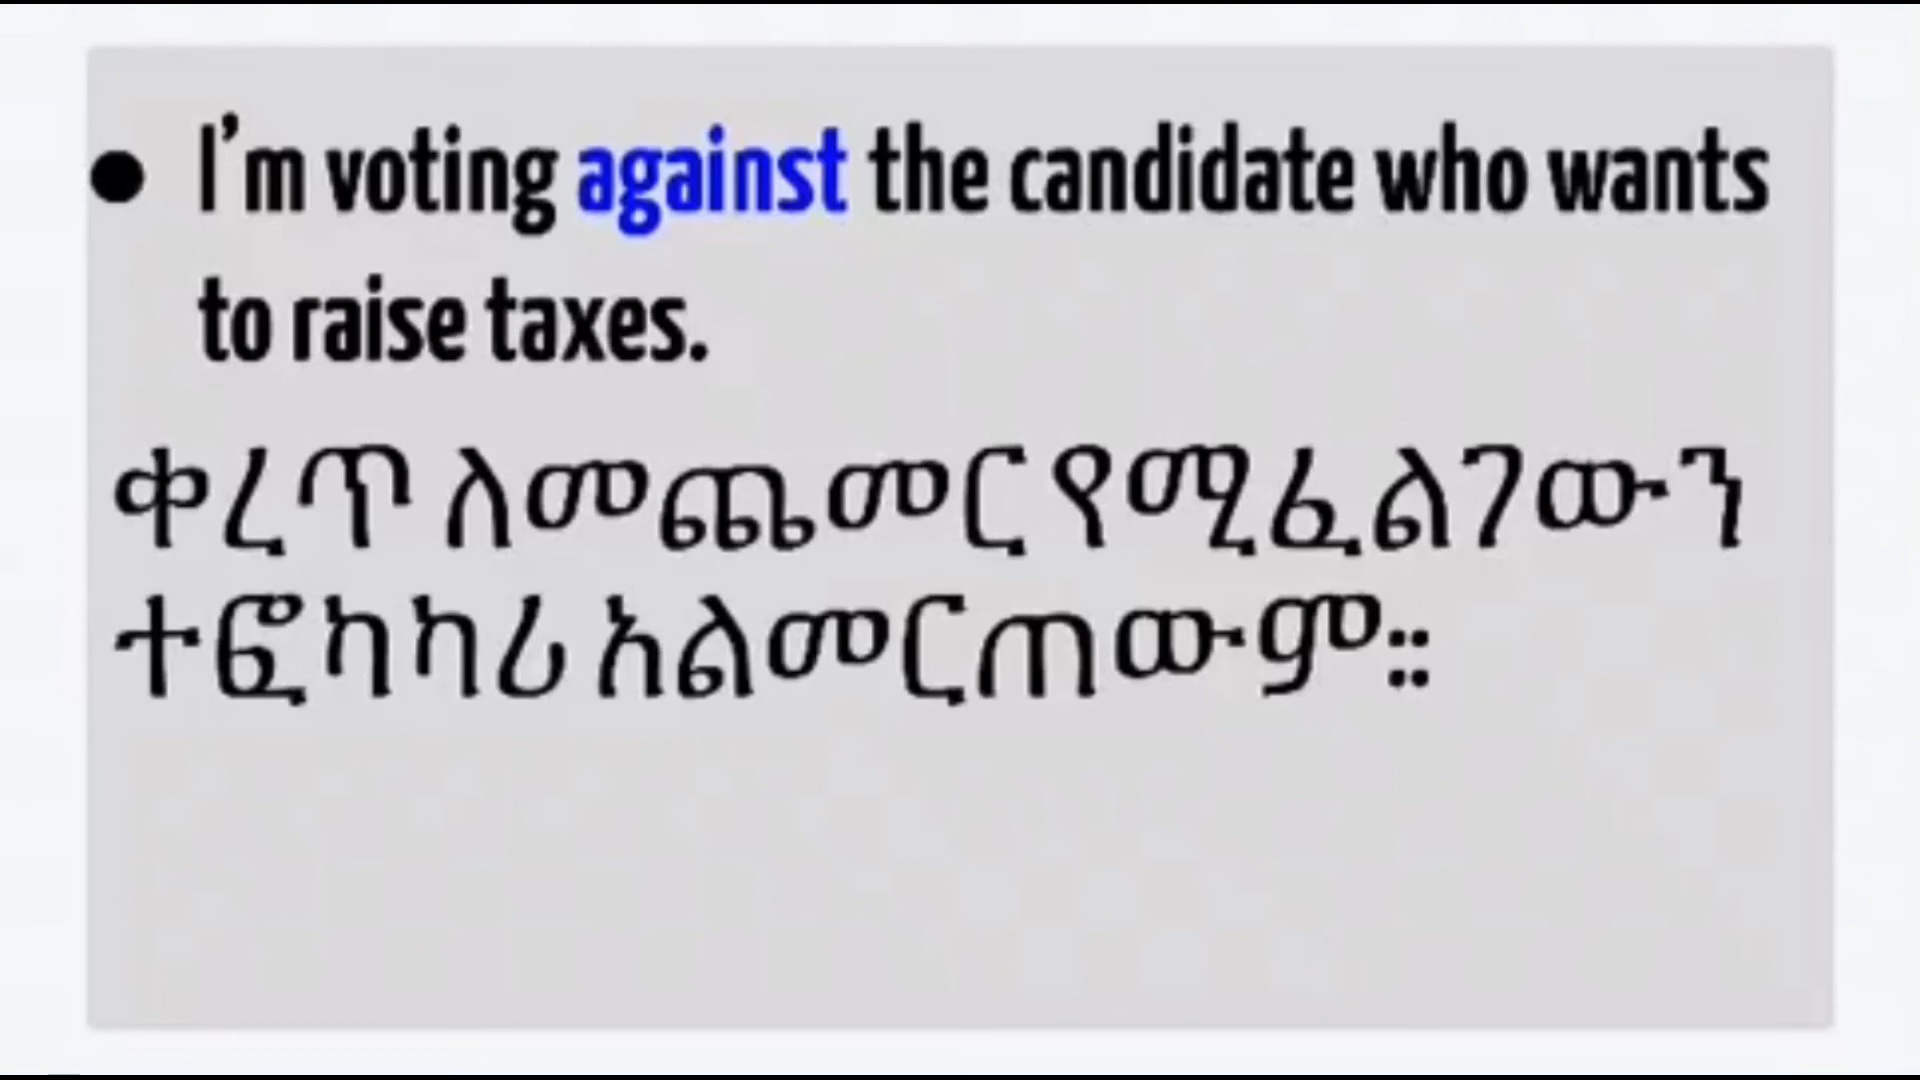 ● I'm voting against the candidate who wants
to raise taxes.
ቀረጥ ለመጨመር የሚፈልገውን
ተፎካካሪ አልመርጠውም።